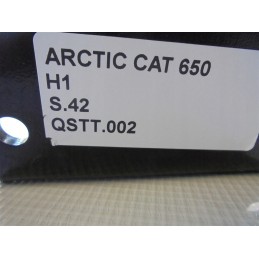 ARCTIC CAT 650
H1
S.42
QSTT.002